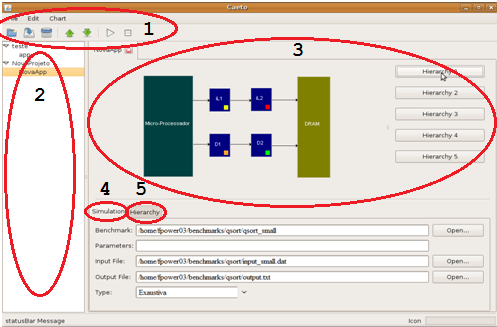 Canto
File Edit Chart
1
teste
app
NovoProjeto
NovaApp
2
NovaApp
3
Hierarchy 1
Hierarchy 2
Hierarchy 3
Hierarchy 4
Hierarchy 5
Micro-Processador
IL1
IL2
D1
D2
DRAM
4
5
Simulation
Hierarchy
Benchmark: /home/fpower03/benchmarks/qsort/qsort_small Open...
Parameters:
Input File: /home/fpower03/benchmarks/qsort/input_small.dat Open...
Output File: /home/fpower03/benchmarks/qsort/output.txt Open...
Type: Exaustiva
statusBar Message
Icon